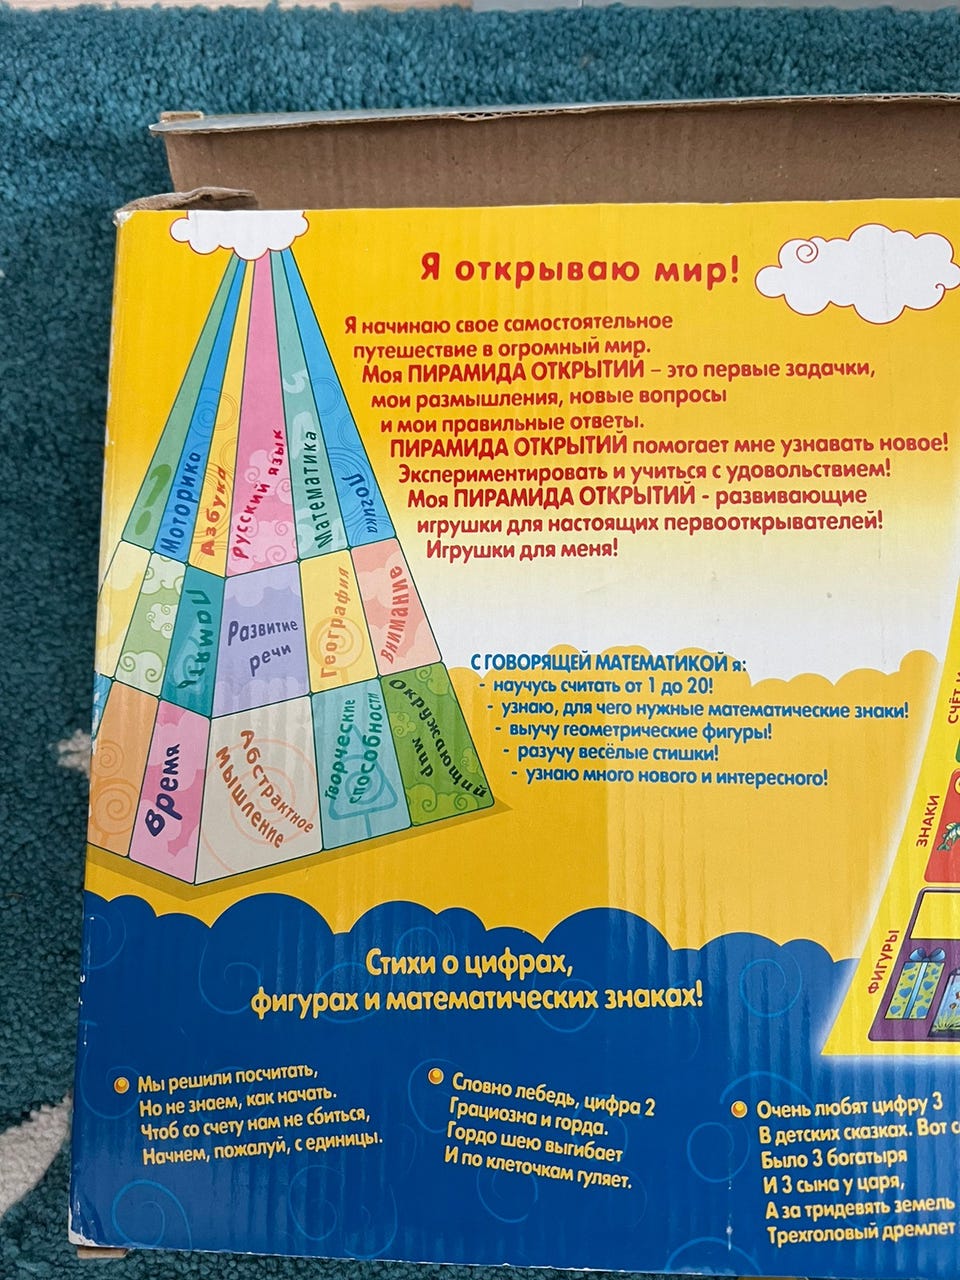 Я открываю мир!
Я начинаю свое самостоятельное
путешествие в огромный мир.
Моя ПИРАМИДА ОТКРЫТИЙ – это первые задачки,
мои размышления, новые вопросы
и мои правильные ответы.
ПИРАМИДА ОТКРЫТИЙ помогает мне узнавать новое!
Экспериментировать и учиться с удовольствием!
Моя ПИРАМИДА ОТКРЫТИЙ - развивающие
игрушки для настоящих первооткрывателей!
Игрушки для меня!
Моторика
Азбука
Русский язык
Математика
Логика
Память
Развитие
речи
География
Внимание
Время
Абстрактное
мышление
Творческие
способности
Окружающий
мир
С ГОВОРЯЩЕЙ МАТЕМАТИКОЙ я:
- научусь считать от 1 до 20!
- узнаю, для чего нужные математические знаки!
- выучу геометрические фигуры!
- разучу весёлые стишки!
- узнаю много нового и интересного!
СЧЁТ
ЗНАКИ
ФИГУРЫ
Стихи о цифрах,
фигурах и математических знаках!
Мы решили посчитать,
Но не знаем, как начать.
Чтоб со счету нам не сбиться,
Начнем, пожалуй, с единицы.
Словно лебедь, цифра 2
Грациозна и горда.
Гордо шею выгибает
И по клеточкам гуляет.
Очень любят цифру 3
В детских сказках. Вот
Было 3 богатыря
И 3 сына у царя,
А за тридевять земель
Трехголовый дремлет